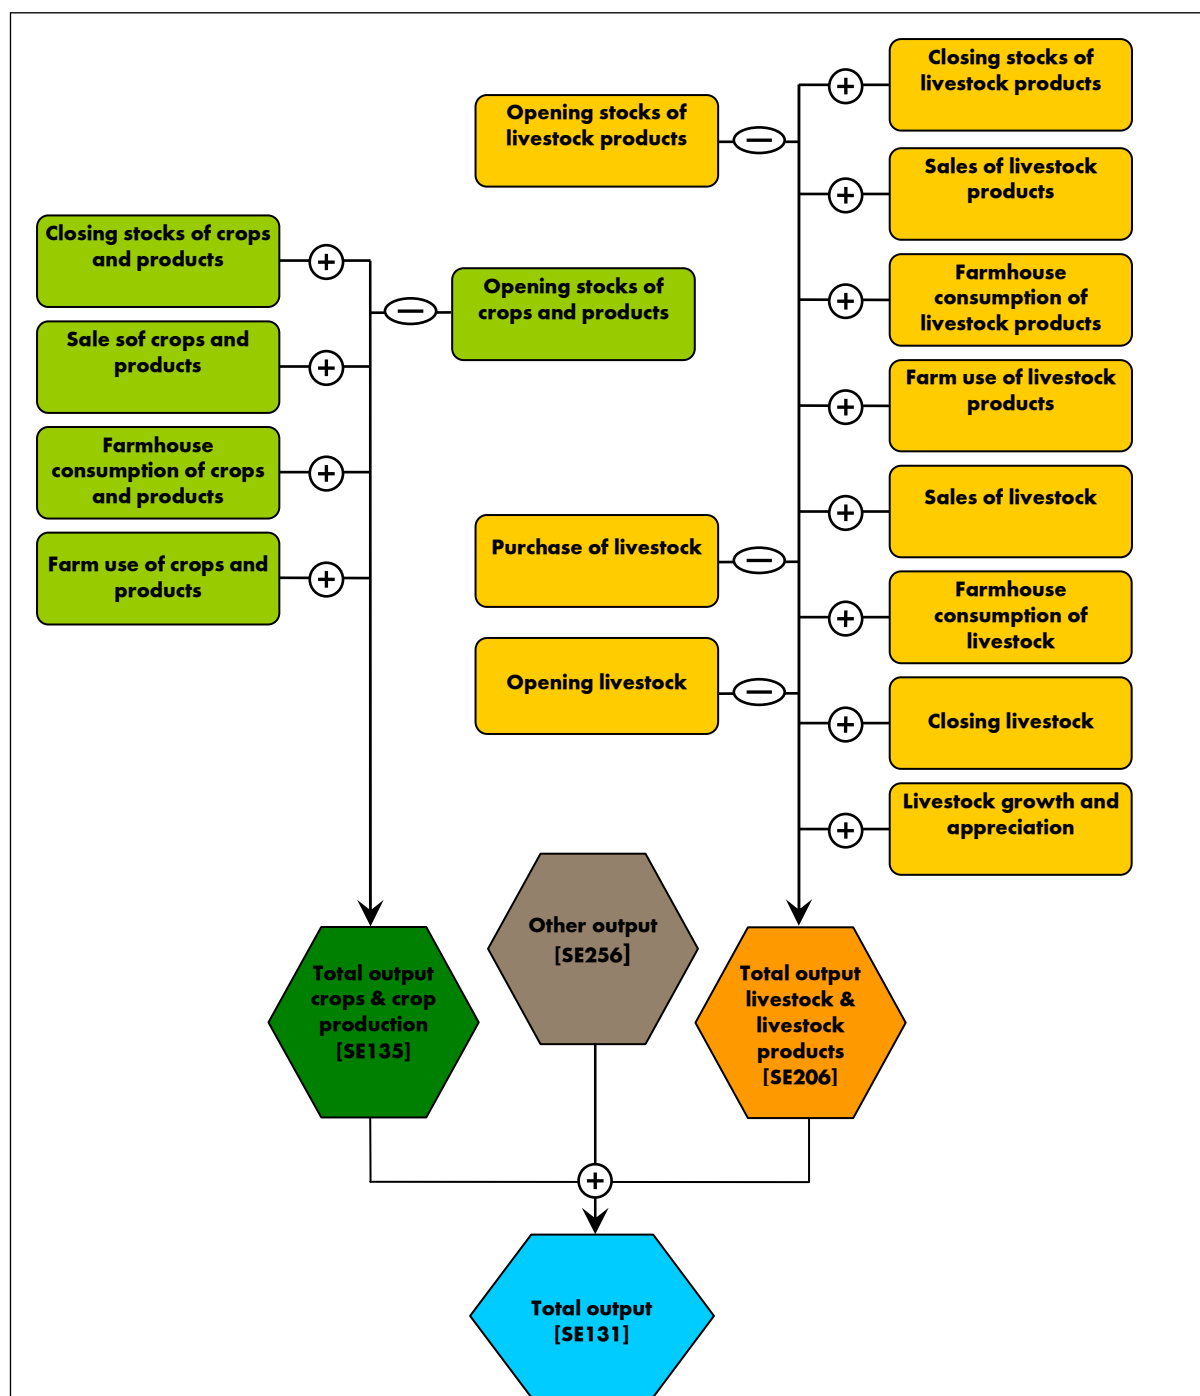 Closing stocks of
livestock products
Opening stocks of
livestock products
Sales of livestock
products
Closing stocks of crops
and products
Farmhouse
consumption of
livestock products
Opening stocks of
crops and products
Sale sof crops and
products
Farm use of livestock
products
Farmhouse
consumption of crops
and products
Sales of livestock
Purchase of livestock
Farm use of crops and
products
Farmhouse
consumption of
livestock
Opening livestock
Closing livestock
Livestock growth and
appreciation
Other output
[SE256]
Total output
crops & crop
production
[SE135]
Total output
livestock &
livestock
products
[SE206]
Total output
[SE131]